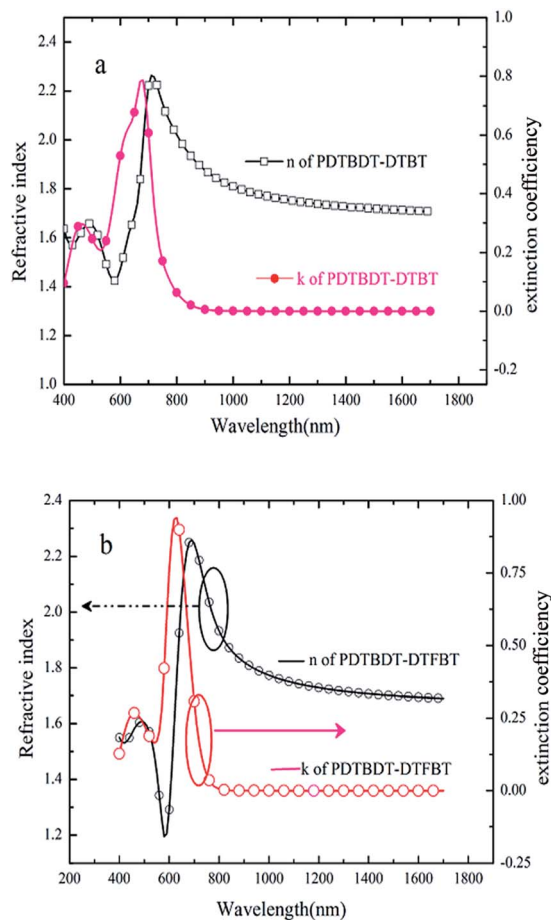 a
2.4
2.2
2.0
1.8
1.6
1.4
1.2
1.0
Refractive index
n of PDTBDT-DTBT
k of PDTBDT-DTBT
1.0
0.8
0.6
0.4
0.2
0.0
-0.2
extinction coefficiency
400 600 800 1000 1200 1400 1600 1800
Wavelength(nm)
b
2.4
2.2
2.0
1.8
1.6
1.4
1.2
Refractive index
n of PDTBDT-DTFBT
k of PDTBDT-DTFBT
1.00
0.75
0.50
0.25
0.00
-0.25
extinction coefficiency
200 400 600 800 1000 1200 1400 1600 1800
Wavelength(nm)